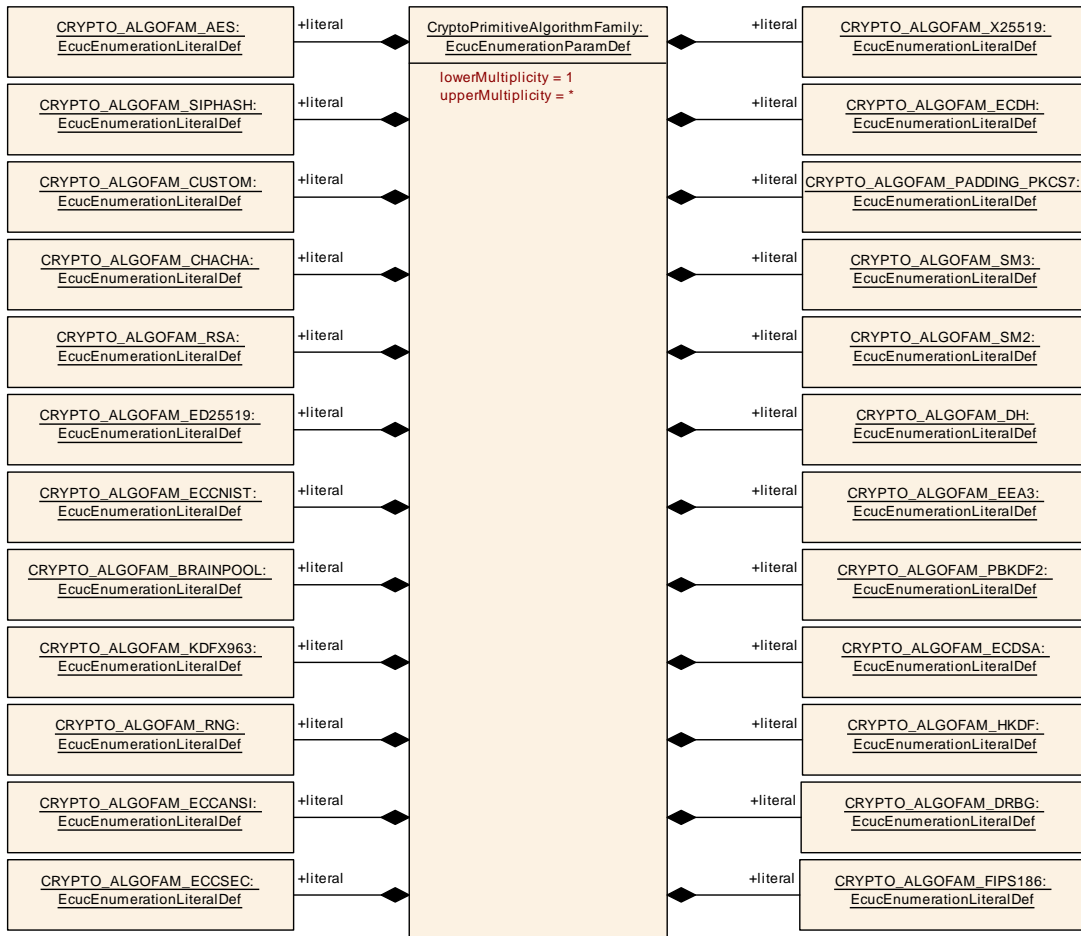 CRYPTO_ALGOFAM_AES:
EcucEnumerationLiteralDef
+literal
CryptoPrimitiveAlgorithmFamily:
EcucEnumerationParamDef
lowerMultiplicity = 1
upperMultiplicity = *
+literal
CRYPTO_ALGOFAM_X25519:
EcucEnumerationLiteralDef
CRYPTO_ALGOFAM_SIPHASH:
EcucEnumerationLiteralDef
+literal
+literal
CRYPTO_ALGOFAM_ECDH:
EcucEnumerationLiteralDef
CRYPTO_ALGOFAM_CUSTOM:
EcucEnumerationLiteralDef
+literal
+literal
CRYPTO_ALGOFAM_PADDING_PKCS7:
EcucEnumerationLiteralDef
CRYPTO_ALGOFAM_CHACHA:
EcucEnumerationLiteralDef
+literal
+literal
CRYPTO_ALGOFAM_SM3:
EcucEnumerationLiteralDef
CRYPTO_ALGOFAM_RSA:
EcucEnumerationLiteralDef
+literal
+literal
CRYPTO_ALGOFAM_SM2:
EcucEnumerationLiteralDef
CRYPTO_ALGOFAM_ED25519:
EcucEnumerationLiteralDef
+literal
+literal
CRYPTO_ALGOFAM_DH:
EcucEnumerationLiteralDef
CRYPTO_ALGOFAM_ECCNIST:
EcucEnumerationLiteralDef
+literal
+literal
CRYPTO_ALGOFAM_EEA3:
EcucEnumerationLiteralDef
CRYPTO_ALGOFAM_BRAINPOOL:
EcucEnumerationLiteralDef
+literal
+literal
CRYPTO_ALGOFAM_PBKDF2:
EcucEnumerationLiteralDef
CRYPTO_ALGOFAM_KDFX963:
EcucEnumerationLiteralDef
+literal
+literal
CRYPTO_ALGOFAM_ECDSA:
EcucEnumerationLiteralDef
CRYPTO_ALGOFAM_RNG:
EcucEnumerationLiteralDef
+literal
+literal
CRYPTO_ALGOFAM_HKDF:
EcucEnumerationLiteralDef
CRYPTO_ALGOFAM_ECCANSI:
EcucEnumerationLiteralDef
+literal
+literal
CRYPTO_ALGOFAM_DRBG:
EcucEnumerationLiteralDef
CRYPTO_ALGOFAM_ECCSEC:
EcucEnumerationLiteralDef
+literal
+literal
CRYPTO_ALGOFAM_FIPS186:
EcucEnumerationLiteralDef